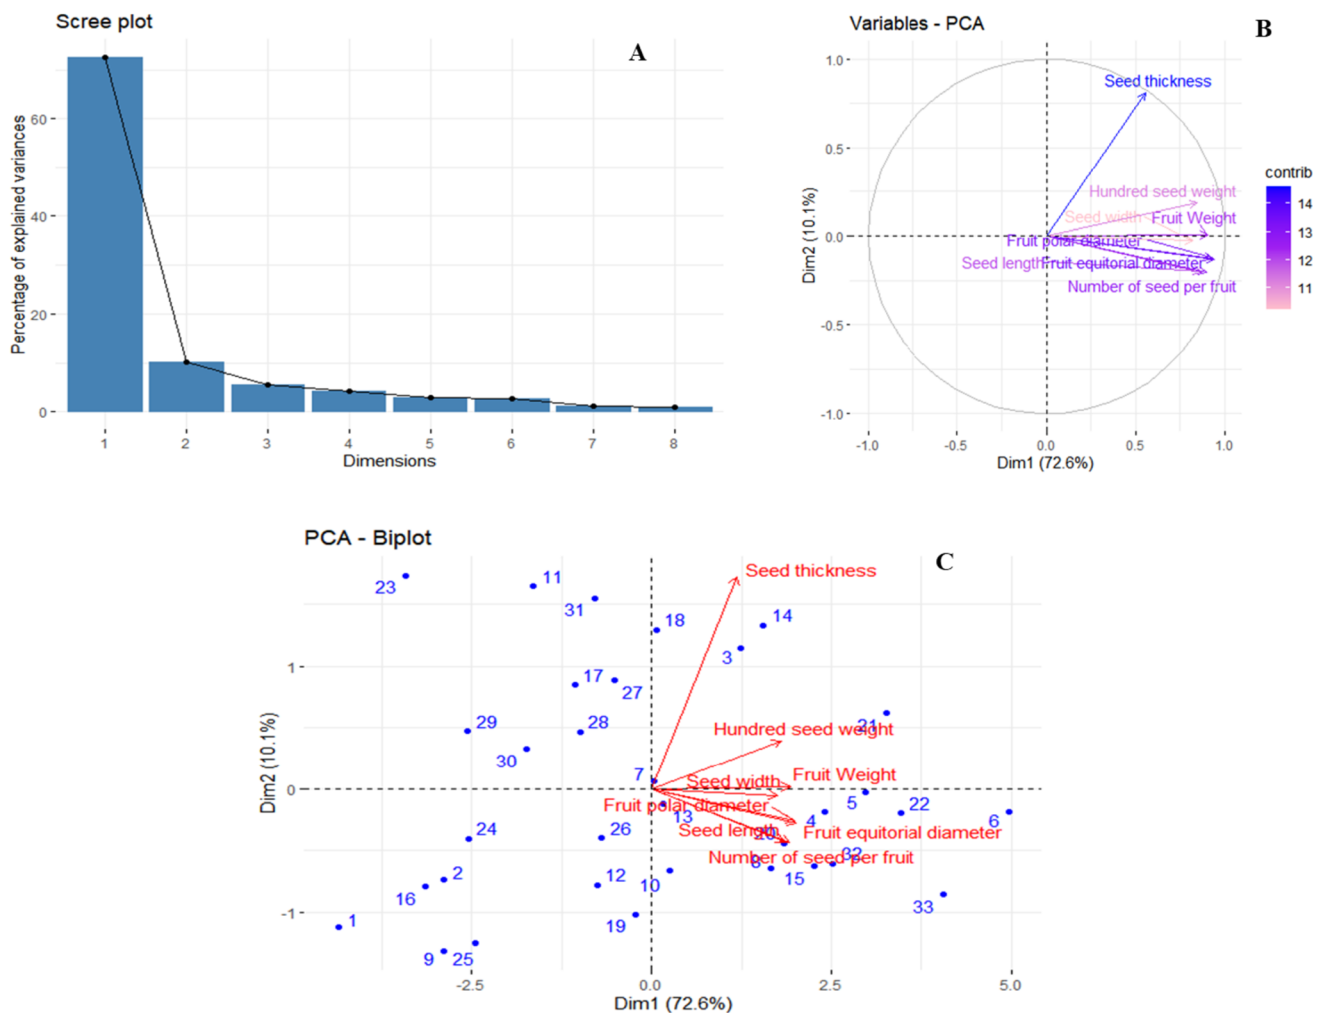 Scree plot
A
Percentage of explained variances
60
40
20
0
1 2 3 4 5 6 7 8
Dimensions
Variables - PCA
B
Dim2 (10.1%)
1.0
0.5
0.0
-0.5
-1.0
Seed thickness
Hundred seed weight
Seed width
Fruit Weight
Fruit polar diameter
Seed length
Fruit equitorial diameter
Number of seed per fruit
-1.0 -0.5 0.0 0.5 1.0
Dim1 (72.6%)
contrib
14
13
12
11
PCA - Biplot
C
Dim2 (10.1%)
1
0
-1
Seed thickness
23
11
31
18
14
3
17
27
29
28
30
21
Hundred seed weight
7
Seed width
Fruit Weight
Fruit polar diameter
13
5
22
4
6
24
26
Seed length
20
Fruit equitorial diameter
Number of seed per fruit
32
8
2
16
12
10
15
33
1
19
9
25
-2.5 0.0 2.5 5.0
Dim1 (72.6%)